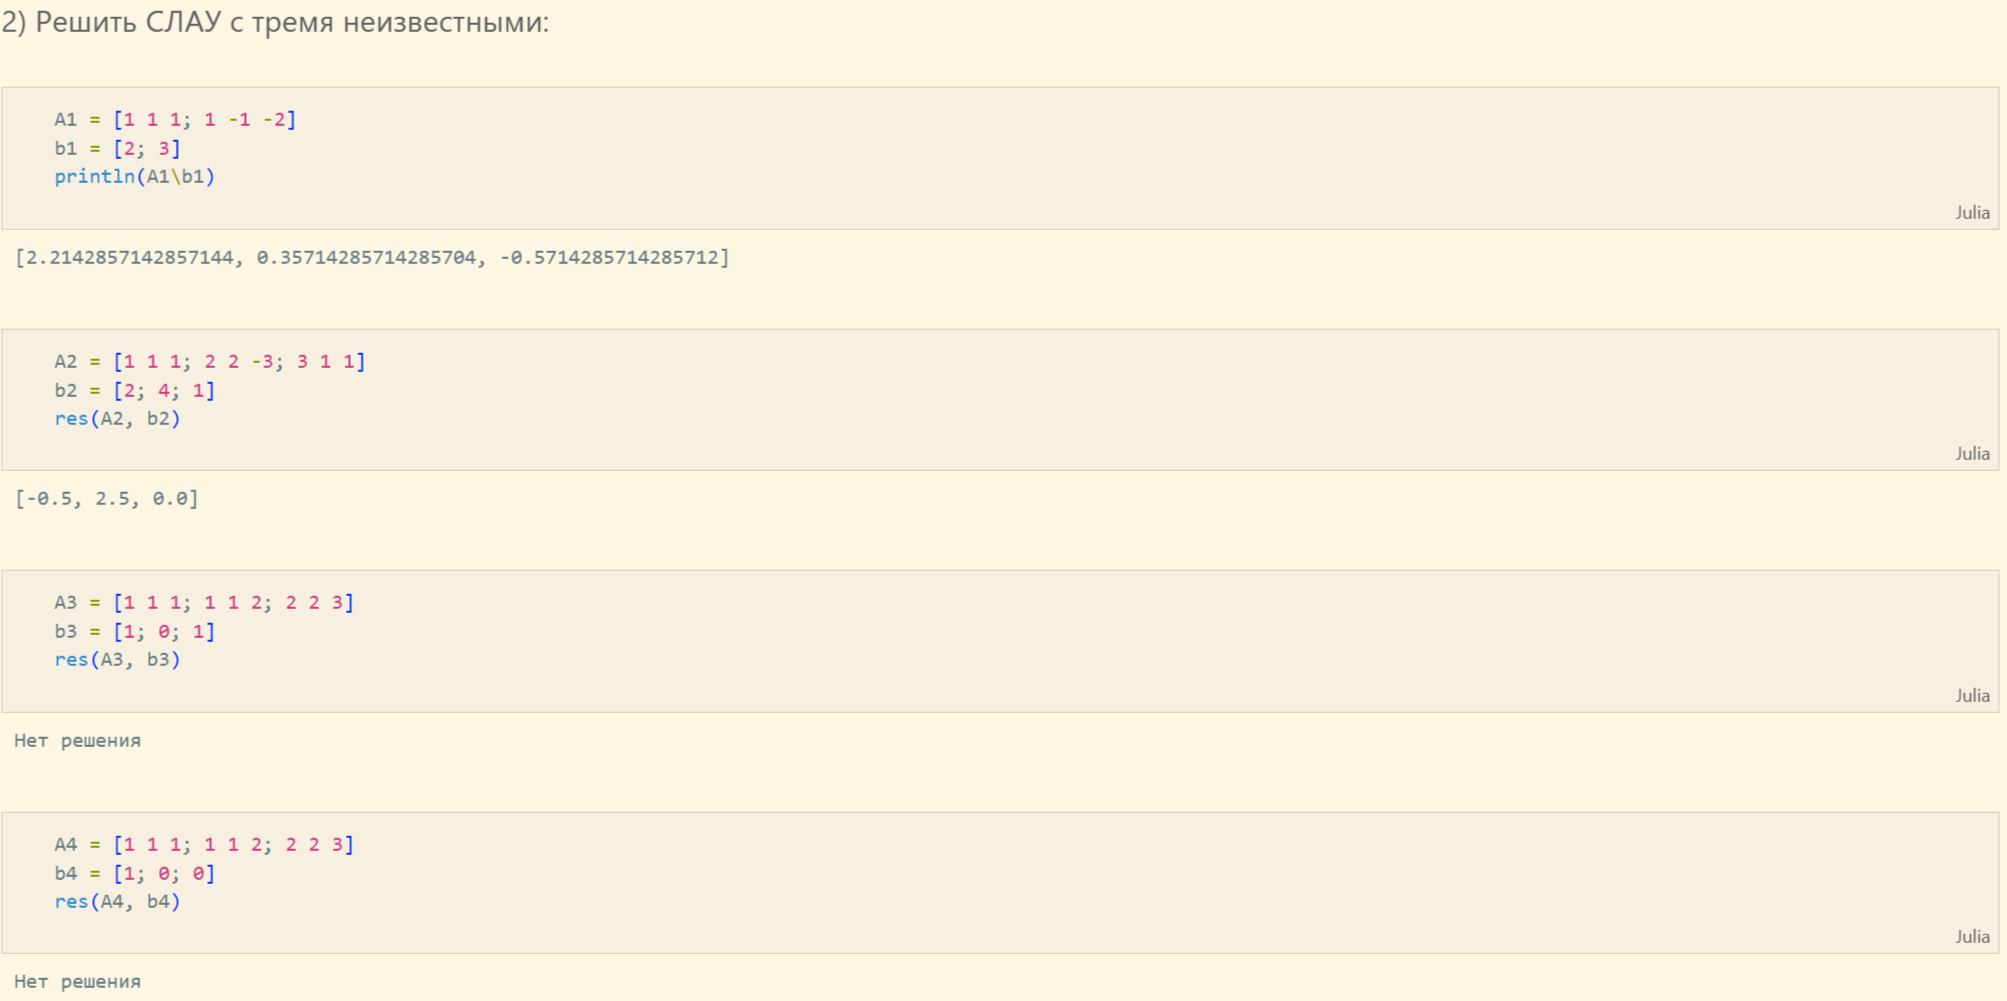 2) Решить СЛАУ с тремя неизвестными:
A1 = [1 1 1; 1 -1 -2]
b1 = [2; 3]
println(A1\b1)
Julia
[2.2142857142857144, 0.35714285714285704, -0.5714285714285712]
A2 = [1 1 1; 2 2 -3; 3 1 1]
b2 = [2; 4; 1]
res(A2, b2)
Julia
[-0.5, 2.5, 0.0]
A3 = [1 1 1; 1 1 2; 2 2 3]
b3 = [1; 0; 1]
res(A3, b3)
Julia
Нет решения
A4 = [1 1 1; 1 1 2; 2 2 3]
b4 = [1; 0; 0]
res(A4, b4)
Julia
Нет решения